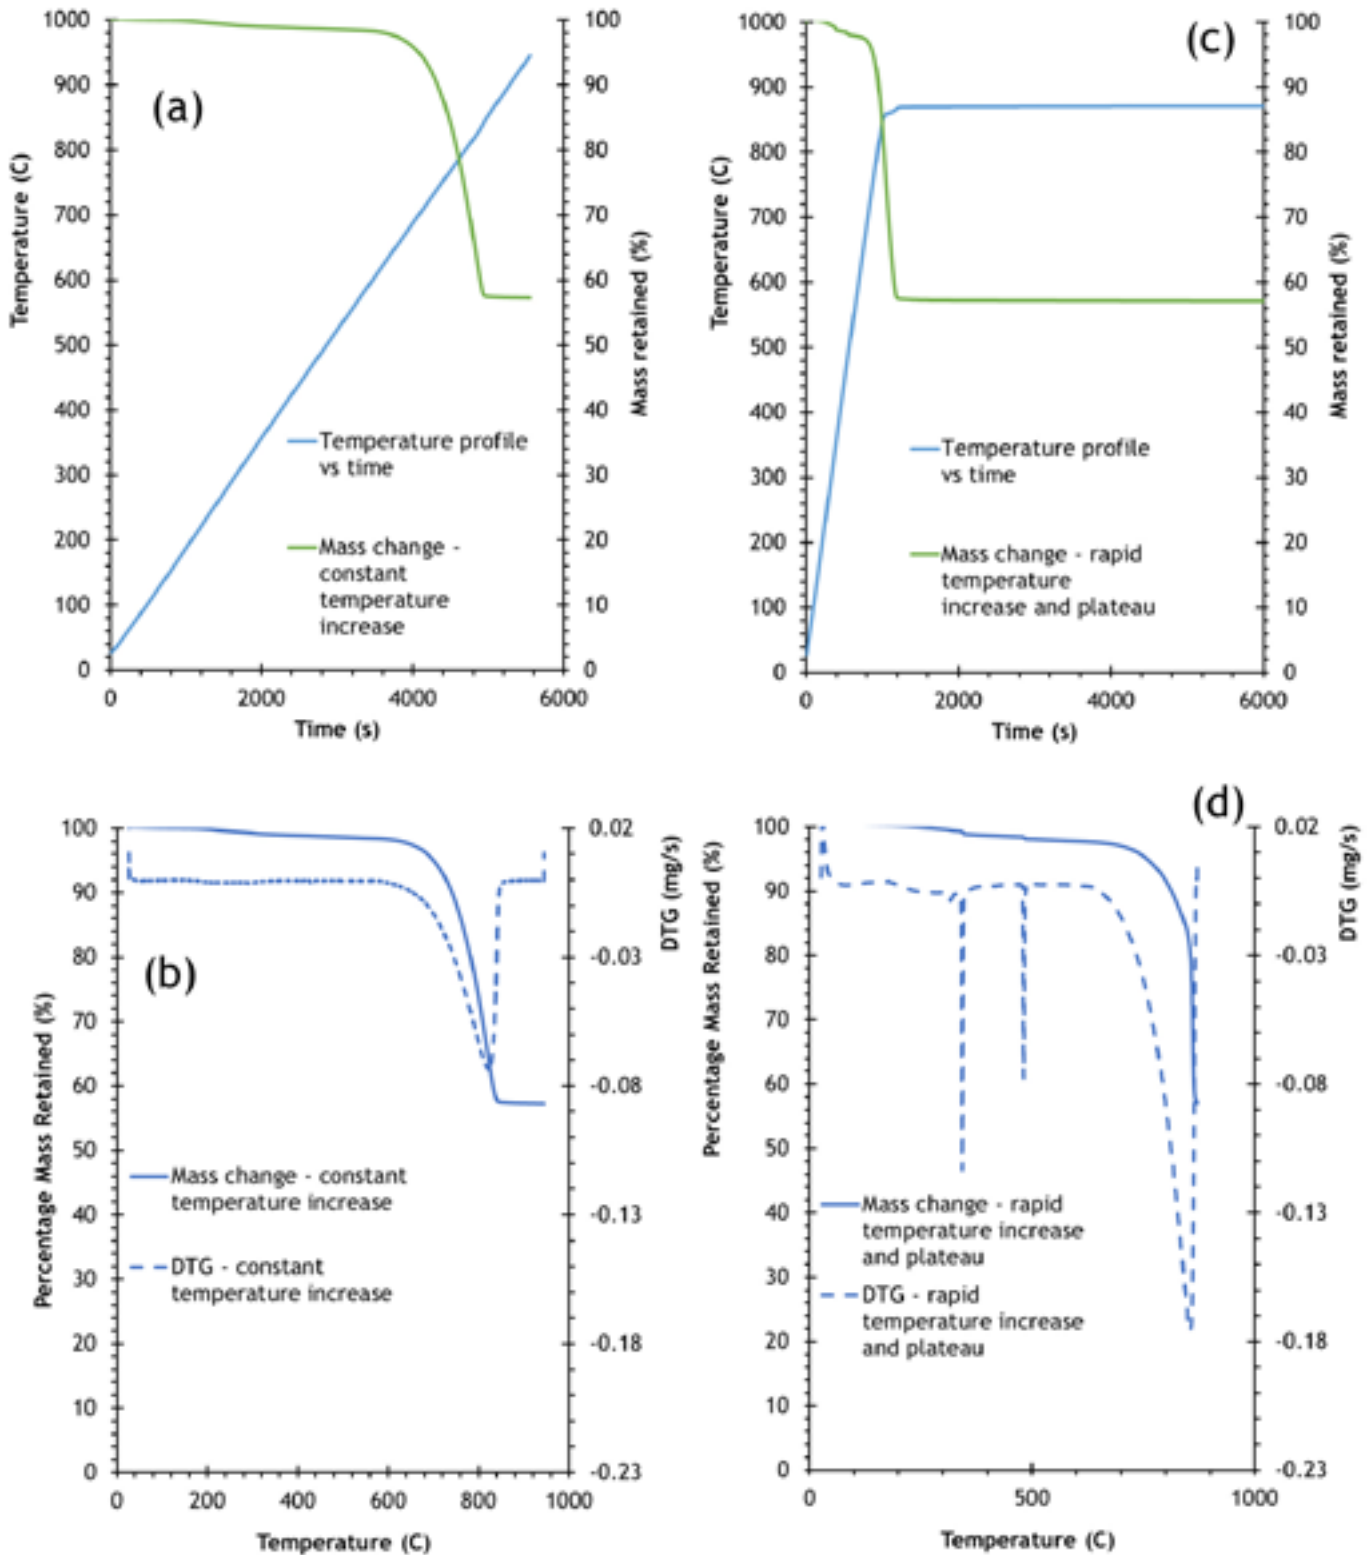 (a)
1000
900
800
700
600
500
400
300
200
100
0
Temperature (C)
100
90
80
70
60
50
40
30
20
10
0
Mass retained (%)
Temperature profile
vs time
Mass change -
constant
temperature
increase
0
2000
4000
6000
Time (s)
(c)
1000
900
800
700
600
500
400
300
200
100
0
Temperature (C)
100
90
80
70
60
50
40
30
20
10
0
Mass retained (%)
Temperature profile
vs time
Mass change - rapid
temperature
increase and plateau
0
2000
4000
6000
Time (s)
(b)
100
90
80
70
60
50
40
30
20
10
0
Percentage Mass Retained (%)
0.02
-0.03
-0.08
-0.13
-0.18
-0.23
DTG (mg/s)
Mass change - constant
temperature increase
DTG - constant
temperature increase
0
200
400
600
800
1000
Temperature (C)
(d)
100
90
80
70
60
50
40
30
20
10
0
Percentage Mass Retained (%)
0.02
-0.03
-0.08
-0.13
-0.18
-0.23
DTG (mg/s)
Mass change - rapid
temperature increase
and plateau
DTG - rapid
temperature increase
and plateau
0
500
1000
Temperature (C)